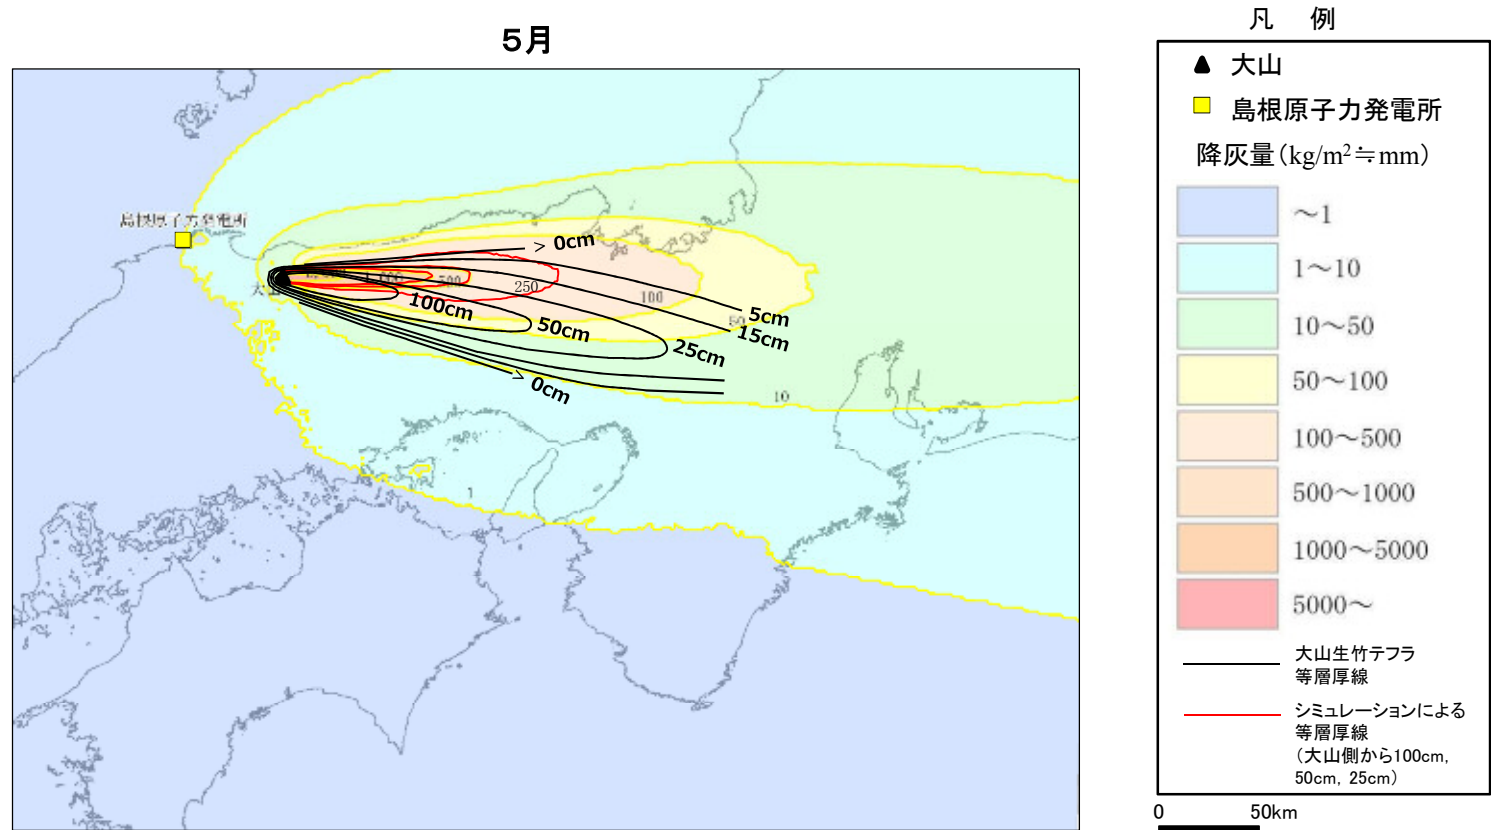 5月
島根原子力発電所
大山
> 0cm
500
250
100
100cm
50cm
5cm
50
15cm
25cm
> 0cm
10
1
凡 例
大山
島根原子力発電所
降灰量(kg/m²≒mm)
～1
1～10
10～50
50～100
100～500
500～1000
1000～5000
5000～
大山生竹テフラ
等層厚線
シミュレーションによる
等層厚線
(大山側から100cm,
50cm, 25cm)
0 50km